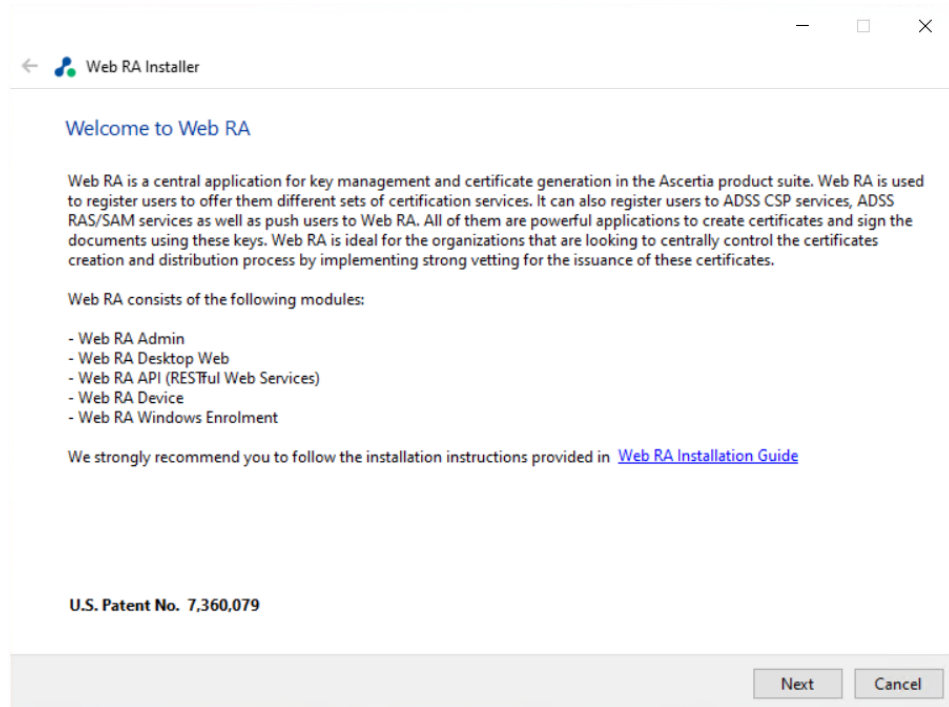 Web RA Installer
Welcome to Web RA
Web RA is a central application for key management and certificate generation in the Ascertia product suite. Web RA is used
to register users to offer them different sets of certification services. It can also register users to ADSS CSP services, ADSS
RAS/SAM services as well as push users to Web RA. All of them are powerful applications to create certificates and sign the
documents using these keys. Web RA is ideal for the organizations that are looking to centrally control the certificates
creation and distribution process by implementing strong vetting for the issuance of these certificates.
Web RA consists of the following modules:
- Web RA Admin
- Web RA Desktop Web
- Web RA API (RESTful Web Services)
- Web RA Device
- Web RA Windows Enrolment
We strongly recommend you to follow the installation instructions provided in Web RA Installation Guide
U.S. Patent No. 7,360,079
Next Cancel